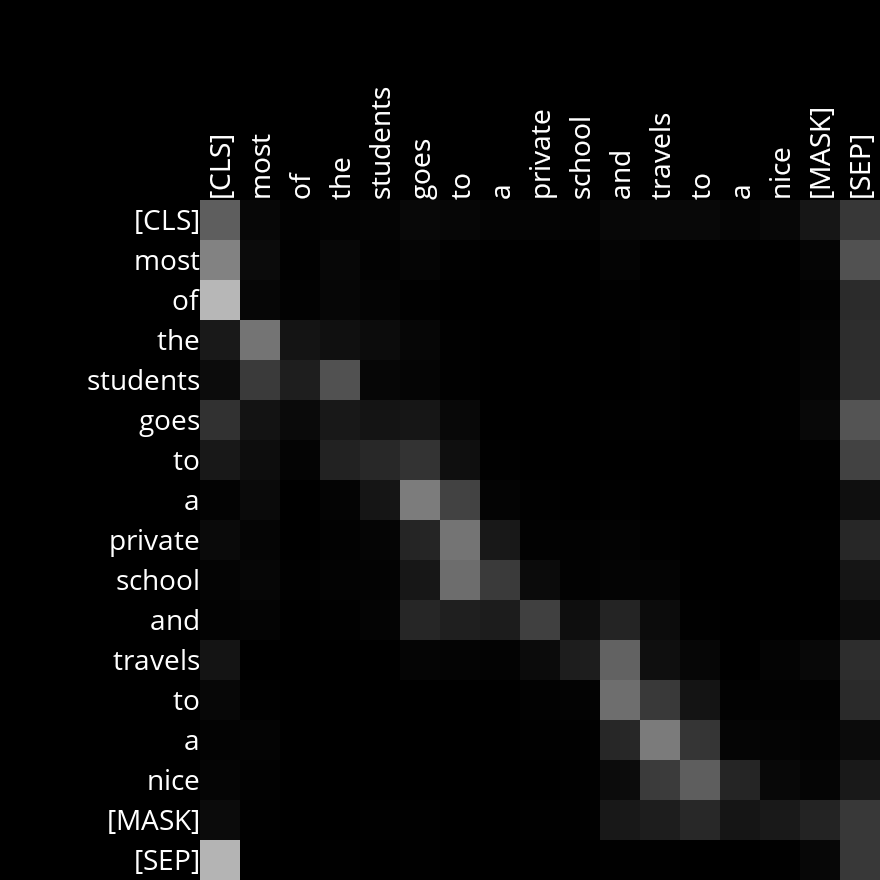 [CLS] most of the students goes to a private school and travels to a nice [MASK] [SEP]
[CLS]
most
of
the
students
goes
to
a
private
school
and
travels
to
a
nice
[MASK]
[SEP]